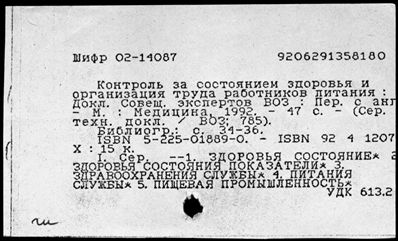 Шифр 02-14087 9206291358180
Контроль за состоянием здоровья и
организация труда работников питания :
Докл. Совещ. экспертов ВОЗ : Пер. с анг
- М. : Медицина, 1992. - 47 с. - (Сер.
техн. докл. / ВОЗ; 785).
Библиогр.: с. 34-36.
ISBN 5-225-01889-0. - ISBN 92 4 1207
X : 15 к.
I. Сер. --1. ЗДОРОВЬЯ СОСТОЯНИЕ* 2
ЗДОРОВЬЯ СОСТОЯНИЯ ПОКАЗАТЕЛИ* 3.
ЗДРАВООХРАНЕНИЯ СЛУЖБЫ* 4. ПИТАНИЯ
СЛУЖБЫ* 5. ПИЩЕВАЯ ПРОМЫШЛЕННОСТЬ*
УДК 613.2